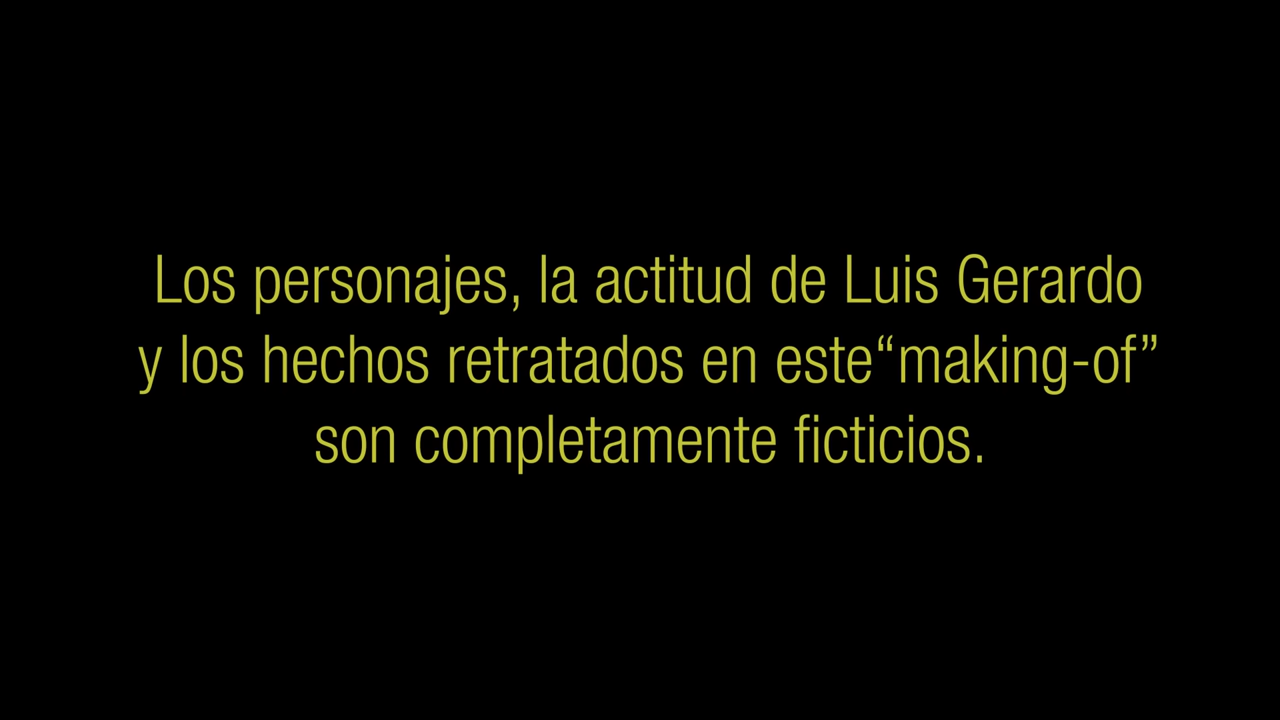 Los personajes, la actitud de Luis Gerardo
y los hechos retratados en este“making-of”
son completamente ficticios.